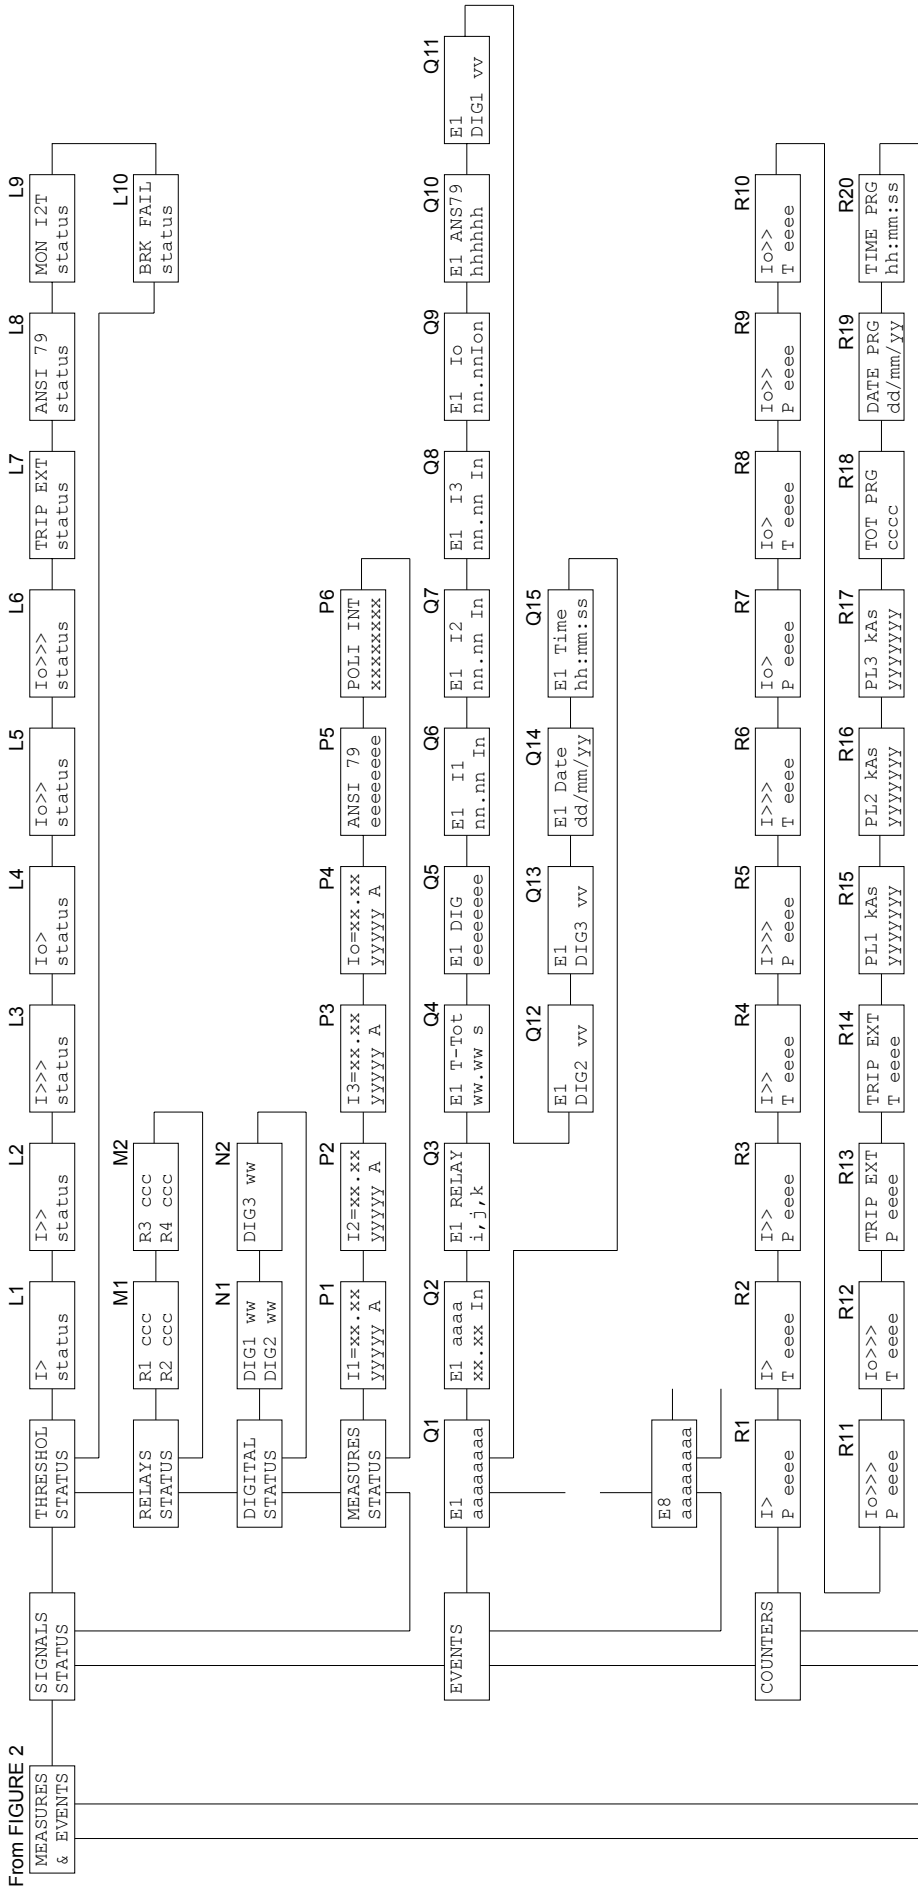 From FIGURE 2
MEASURES
& EVENTS
SIGNALS
STATUS
THRESHOL
STATUS
L1
I>
status
L2
I>>
status
L3
I>>>
status
L4
Io>
status
L5
Io>>
status
L6
Io>>>
status
L7
TRIP EXT
status
L8
ANSI 79
status
L9
MON I2T
status
L10
BRK FAIL
status
RELAYS
STATUS
M1
R1 ccc
R2 ccc
M2
R3 ccc
R4 ccc
DIGITAL
STATUS
N1
DIG1 ww
DIG2 ww
N2
DIG3 ww
MEASURES
STATUS
P1
I1=xx.xx
yyyyy A
P2
I2=xx.xx
yyyyy A
P3
I3=xx.xx
yyyyy A
P4
Io=xx.xx
yyyyy A
P5
ANSI 79
eeeeeeee
P6
POLI INT
xxxxxxxx
EVENTS
Q1
E1
aaaaaaaa
Q2
E1 aaaa
xx.xx In
Q3
E1 RELAY
i,j,k
Q4
E1 T-Tot
ww.ww s
Q5
E1 DIG
eeeeeeee
Q6
E1 I1
nn.nn In
Q7
E1 I2
nn.nn In
Q8
E1 I3
nn.nn In
Q9
E1 Io
nn.nnIon
Q10
E1 ANS79
hhhhhh
Q11
E1
DIG1 vv
Q12
E1
DIG2 vv
Q13
E1
DIG3 vv
Q14
E1 Date
dd/mm/yy
Q15
E1 Time
hh:mm:ss
E8
aaaaaaaa
COUNTERS
R1
I>
P eeee
R2
I>
T eeee
R3
I>>
P eeee
R4
I>>
T eeee
R5
I>>>
P eeee
R6
I>>>
T eeee
R7
Io>
P eeee
R8
Io>
T eeee
R9
Io>>
P eeee
R10
Io>>
T eeee
R11
Io>>>
P eeee
R12
Io>>>
T eeee
R13
TRIP EXT
P eeee
R14
TRIP EXT
T eeee
R15
PL1 kAs
yyyyyyy
R16
PL2 kAs
yyyyyyy
R17
PL3 kAs
yyyyyyy
R18
TOT PRG
cccc
R19
DATE PRG
dd/mm/yy
R20
TIME PRG
hh:mm:ss